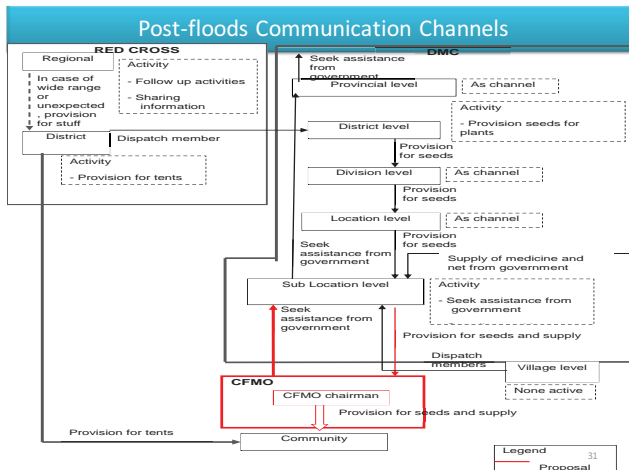 Post-floods Communication Channels
RED CROSS
Regional
In case of
wide range
or
unexpected
, provision
for stuff
Activity
- Follow up activities
- Sharing
information
District
Dispatch member
Activity
- Provision for tents
DMC
Seek assistance
from
government
Provincial level
As channel
Activity
- Provision seeds for
plants
District level
Provision
for seeds
Division level
As channel
Provision
for seeds
Location level
As channel
Provision
for seeds
Seek
assistance from
government
Supply of medicine and
net from government
Sub Location level
Activity
- Seek assistance from
government
Seek
assistance from
government
Provision for seeds and supply
Dispatch
members
Village level
None active
CFMO
CFMO chairman
Provision for seeds and supply
Provision for tents
Community
Legend
Proposal
31